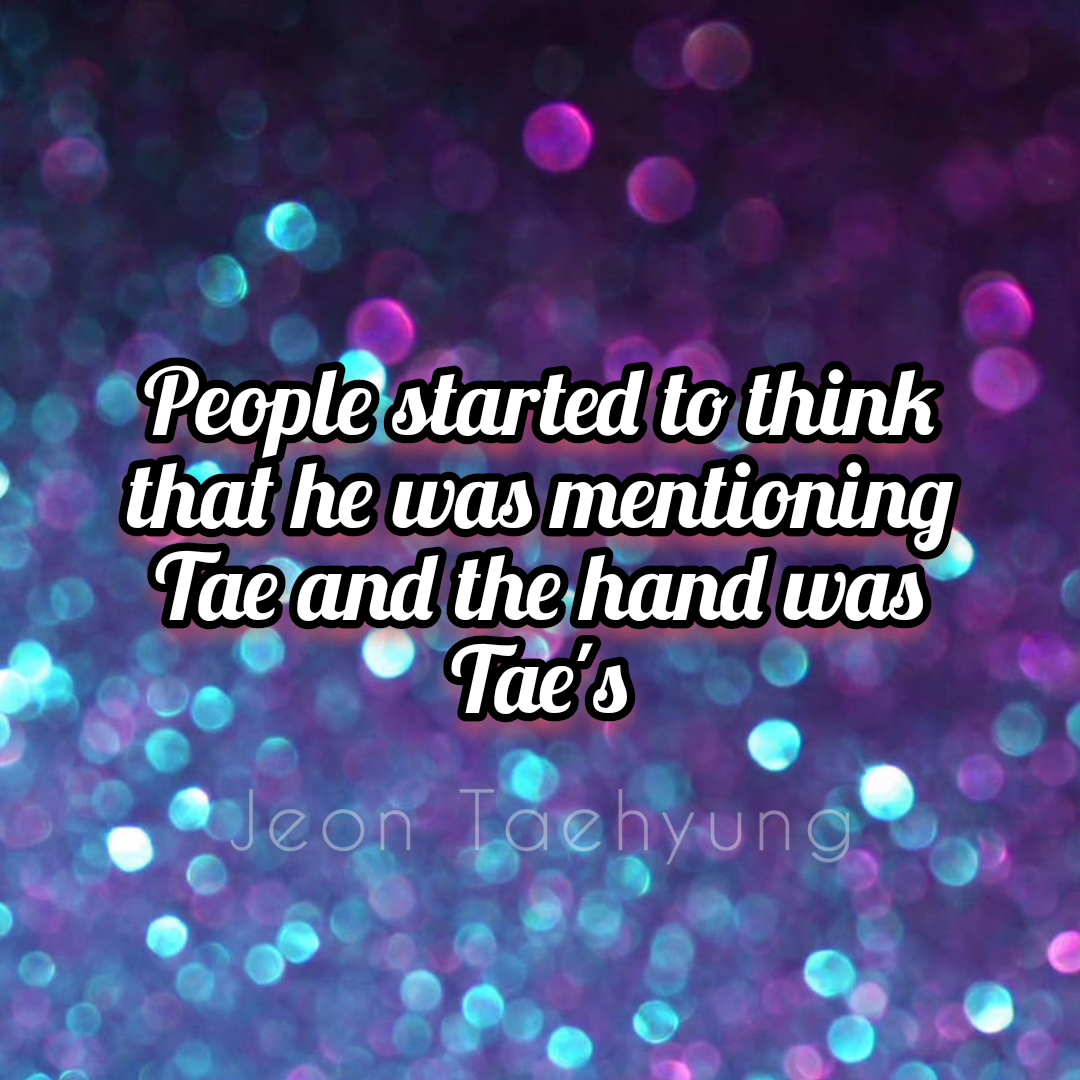 People started to think
that he was mentioning
Tae and the hand was
Tae's
Jeon Taehyung